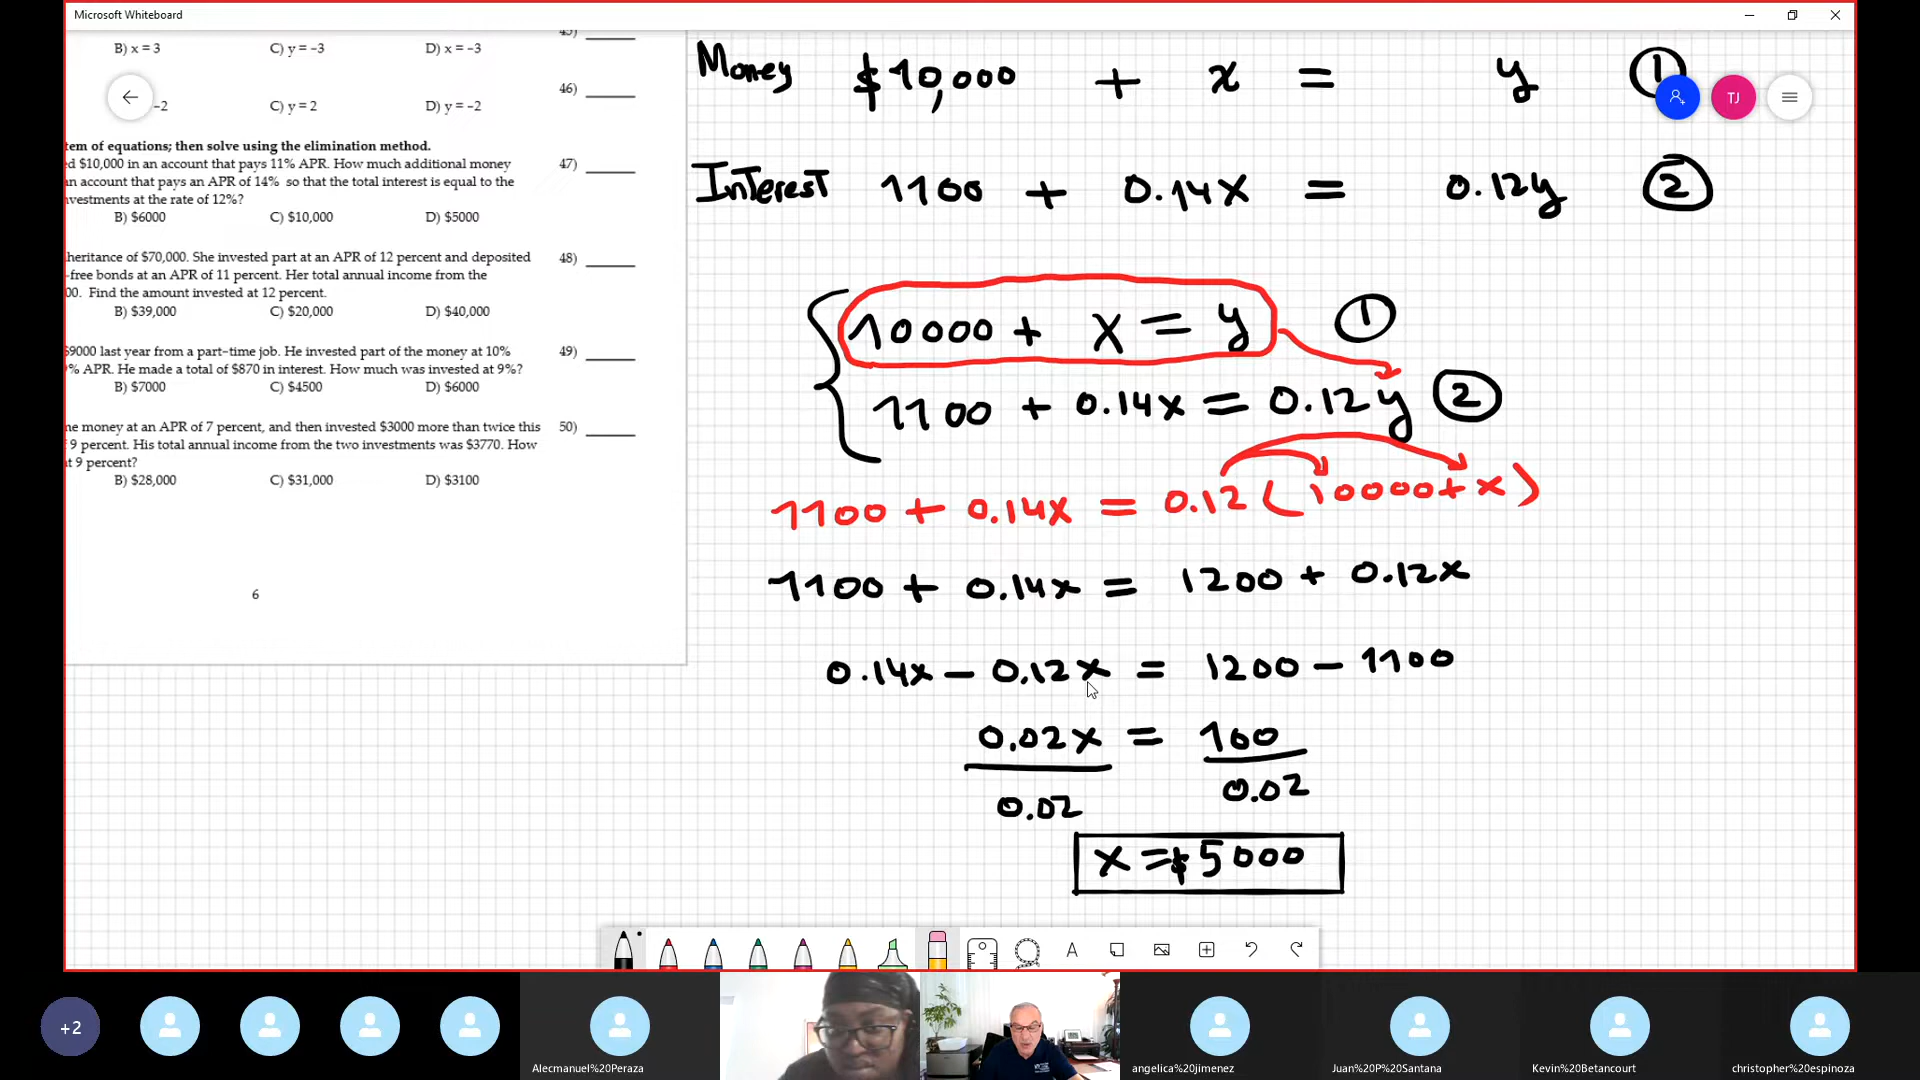 Microsoft Whiteboard
B) x = 3 C) y = -3 D) x = -3
45)
-2 C) y = 2 D) y = -2
46)
tem of equations; then solve using the elimination method.
ed $10,000 in an account that pays 11% APR. How much additional money 47)
an account that pays an APR of 14% so that the total interest is equal to the
nvestments at the rate of 12%?
B) $6000 C) $10,000 D) $5000
heritance of $70,000. She invested part at an APR of 12 percent and deposited 48)
-free bonds at an APR of 11 percent. Her total annual income from the
00. Find the amount invested at 12 percent.
B) $39,000 C) $20,000 D) $40,000
$9000 last year from a part-time job. He invested part of the money at 10% 49)
% APR. He made a total of $870 in interest. How much was invested at 9%?
B) $7000 C) $4500 D) $6000
ne money at an APR of 7 percent, and then invested $3000 more than twice this 50)
f 9 percent. His total annual income from the two investments was $3770. How
at 9 percent?
B) $28,000 C) $31,000 D) $3100
6
Money $10,000 + x = y 1
TJ
Interest 1100 + 0.14x = 0.12y 2
10000 + x = y 1
1100 + 0.14x = 0.12y 2
1100 + 0.14x = 0.12 (10000 + x)
1100 + 0.14x = 1200 + 0.12x
0.14x - 0.12x = 1200 - 1100
0.02x = 100
0.02 0.02
x = $5000
A
+2
Alecmanuel%20Peraza
angelica%20jimenez
Juan%20P%20Santana
Kevin%20Betancourt
christopher%20espinoza